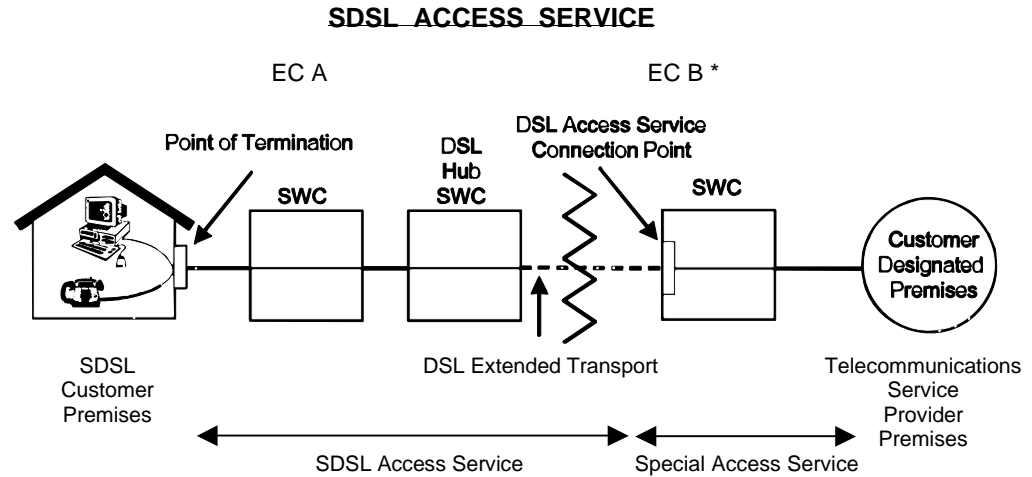 SDSL ACCESS SERVICE
EC A
EC B *
Point of Termination
DSL
Hub
SWC
DSL Access Service
Connection Point
SWC
SWC
Customer
Designated
Premises
SDSL
Customer
Premises
DSL Extended Transport
Telecommunications
Service
Provider
Premises
SDSL Access Service
Special Access Service